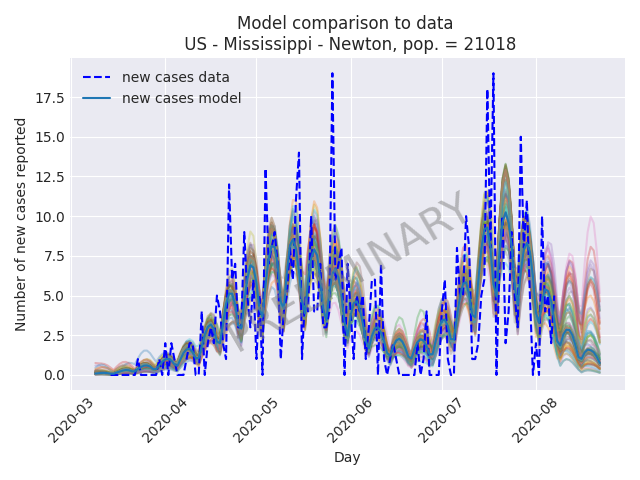 Model comparison to data
US - Mississippi - Newton, pop. = 21018
new cases data
new cases model
Number of new cases reported
17.5
15.0
12.5
10.0
7.5
5.0
2.5
0.0
PRELIMINARY
2020-03
2020-04
2020-05
2020-06
2020-07
2020-08
Day